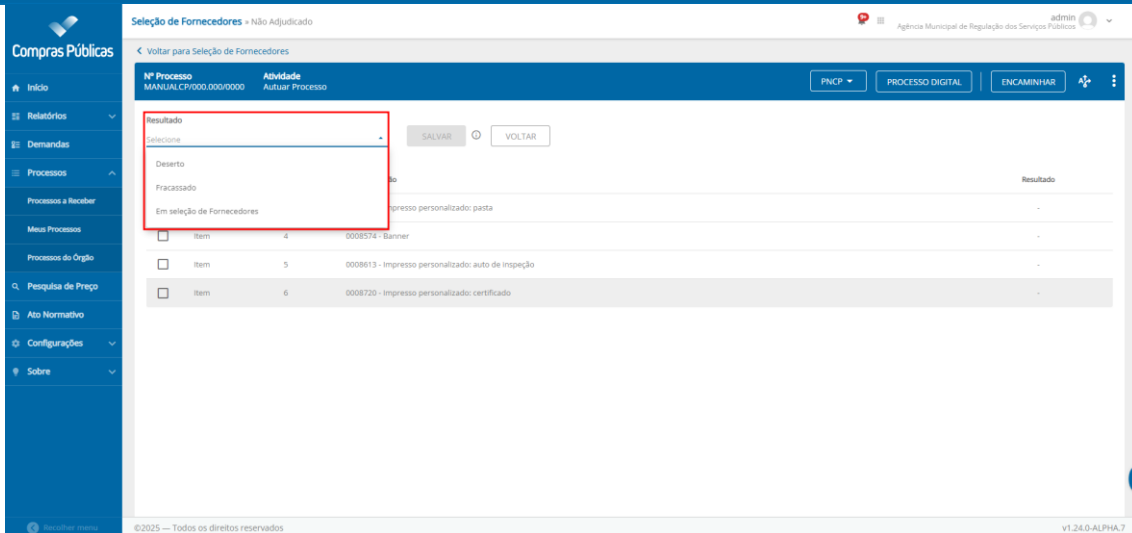 Compras Públicas
Início
Relatórios
Demandas
Processos
Processos a Receber
Meus Processos
Processos do Órgão
Pesquisa de Preço
Ato Normativo
Configurações
Sobre
Recolher menu
Seleção de Fornecedores » Não Adjudicado
admin
Agência Municipal de Regulação dos Serviços Públicos
Voltar para Seleção de Fornecedores
Nº Processo Atividade
MANUALCP/000.000/0000 Autuar Processo
PNCP PROCESSO DIGITAL ENCAMINHAR
Resultado
Selecione
SALVAR VOLTAR
Deserto
Fracassado
Em seleção de Fornecedores
Resultado
impresso personalizado: pasta -
Item 4 0008574 - Banner -
Item 5 0008613 - Impresso personalizado: auto de inspeção -
Item 6 0008720 - Impresso personalizado: certificado -
©2025 — Todos os direitos reservados v1.24.0-ALPHA.7